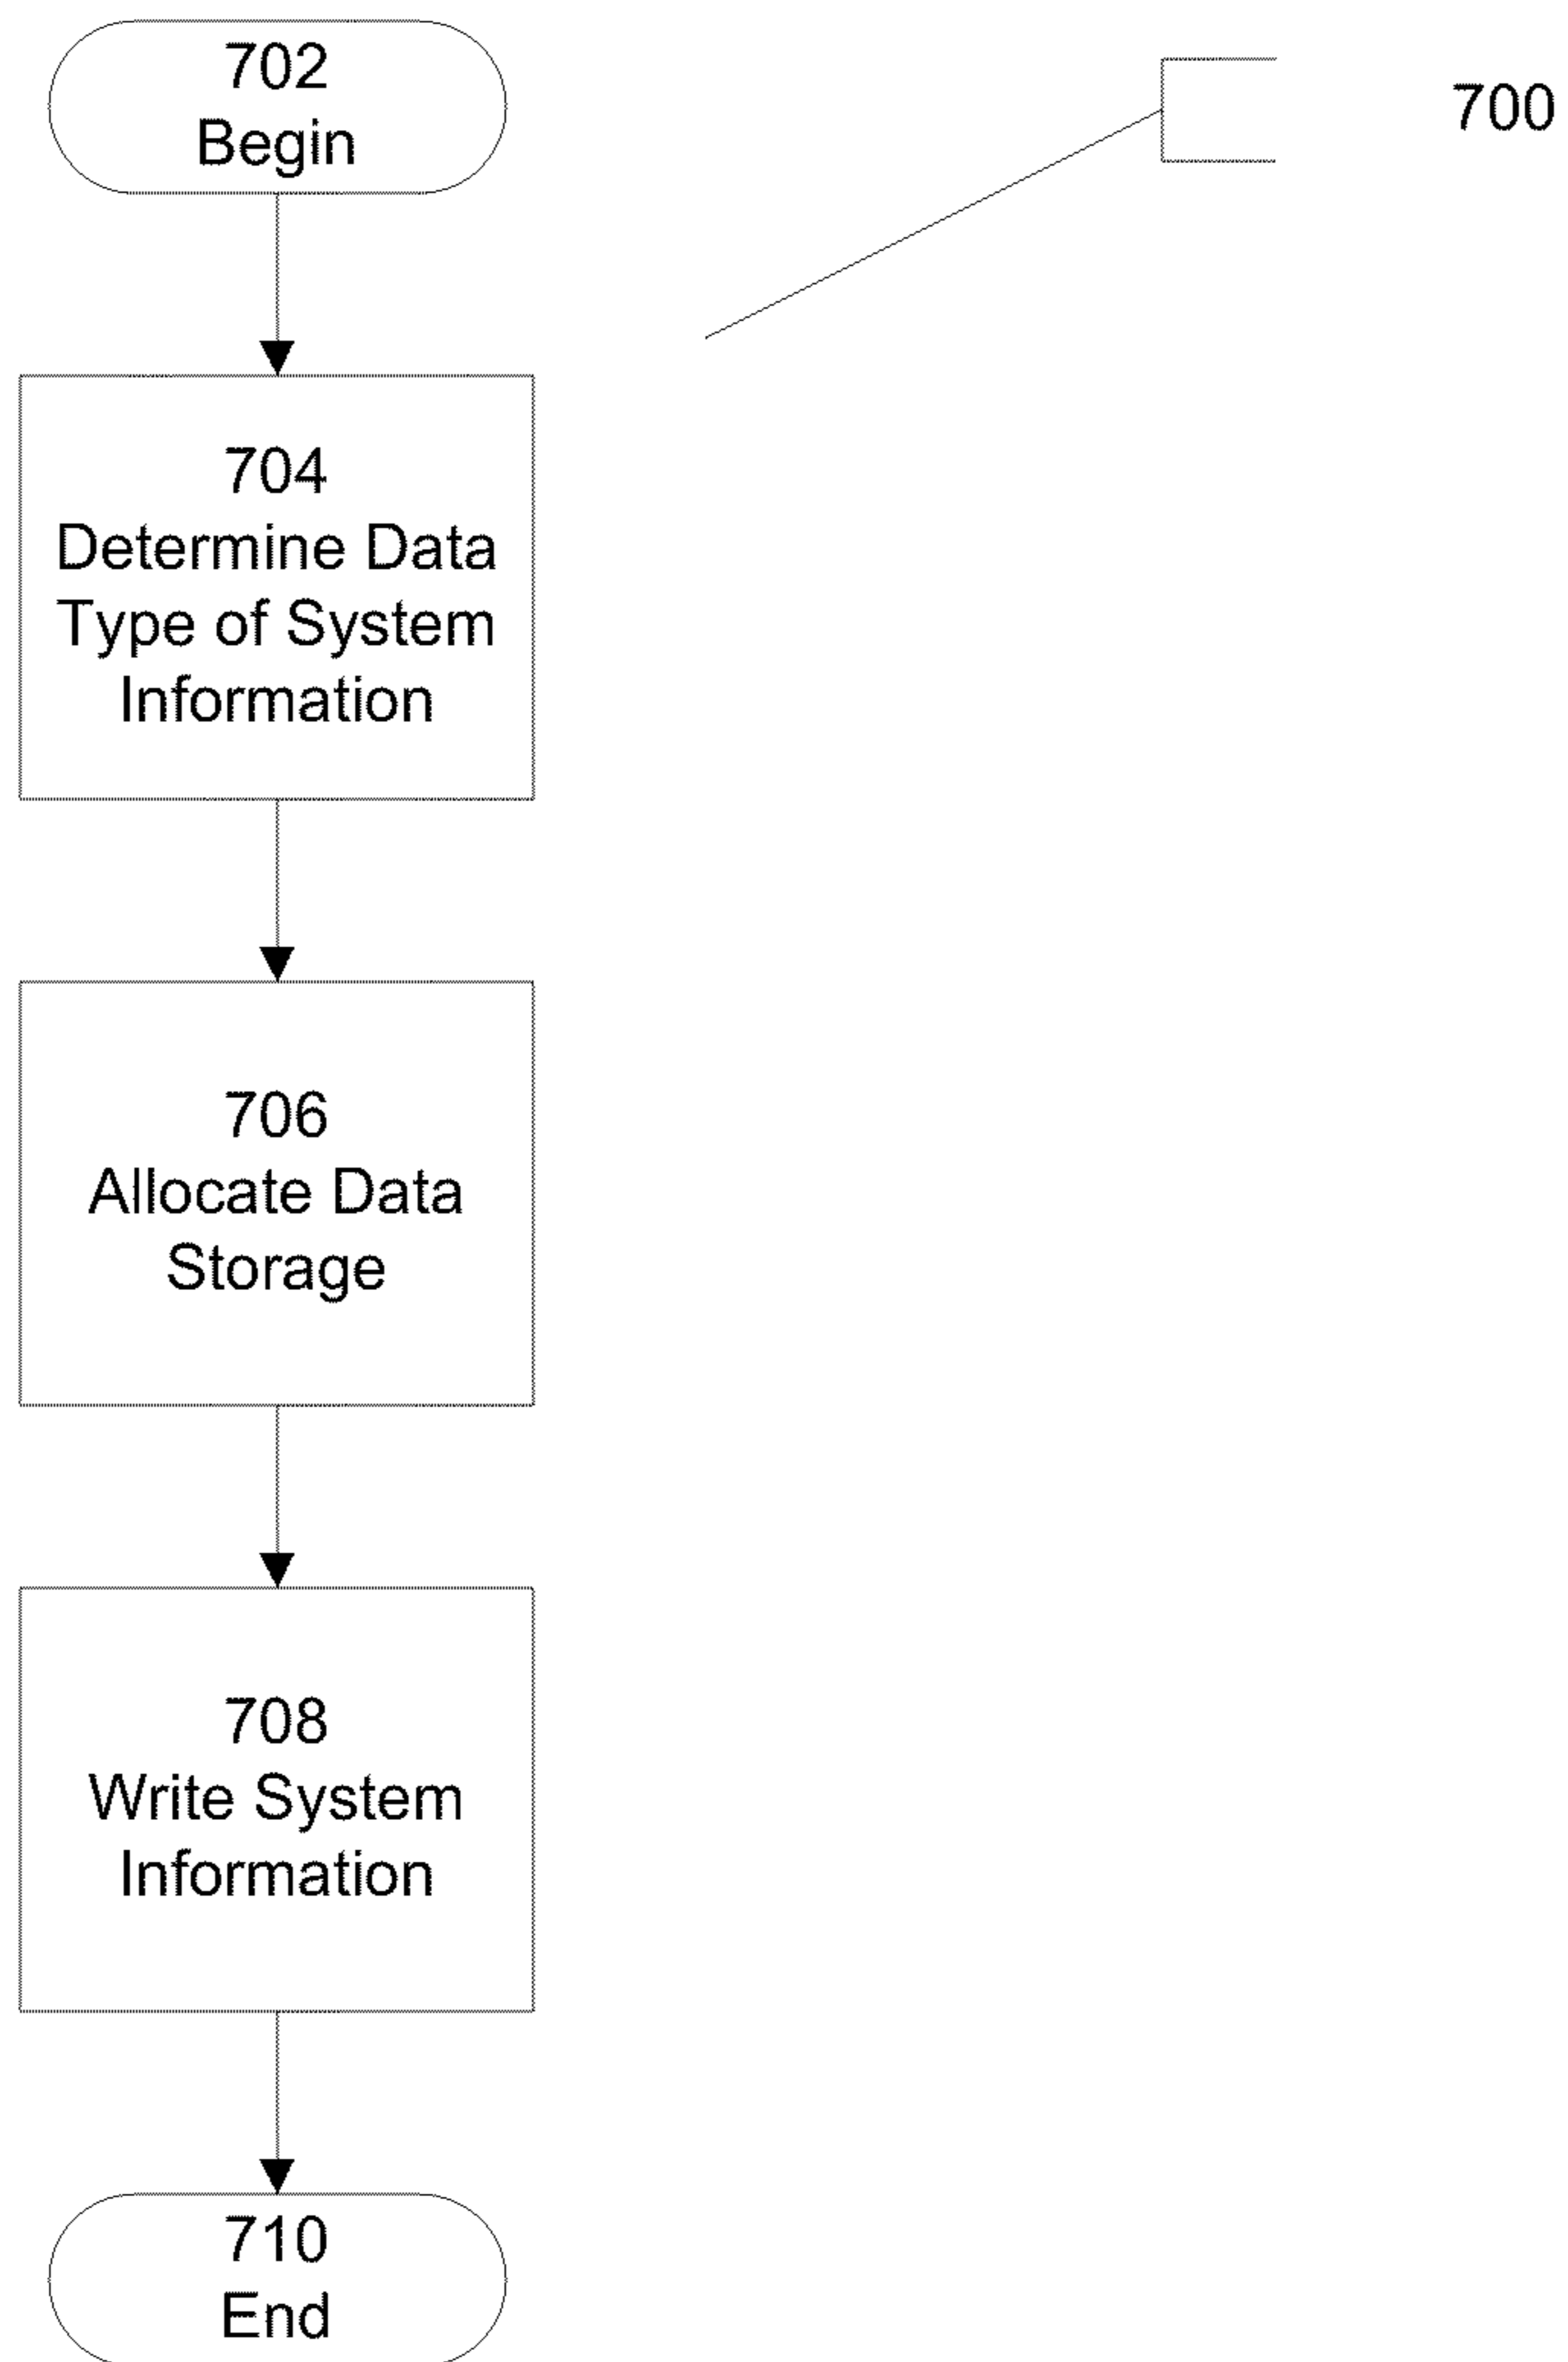 702
Begin
700
704
Determine Data
Type of System
Information
706
Allocate Data
Storage
708
Write System
Information
710
End